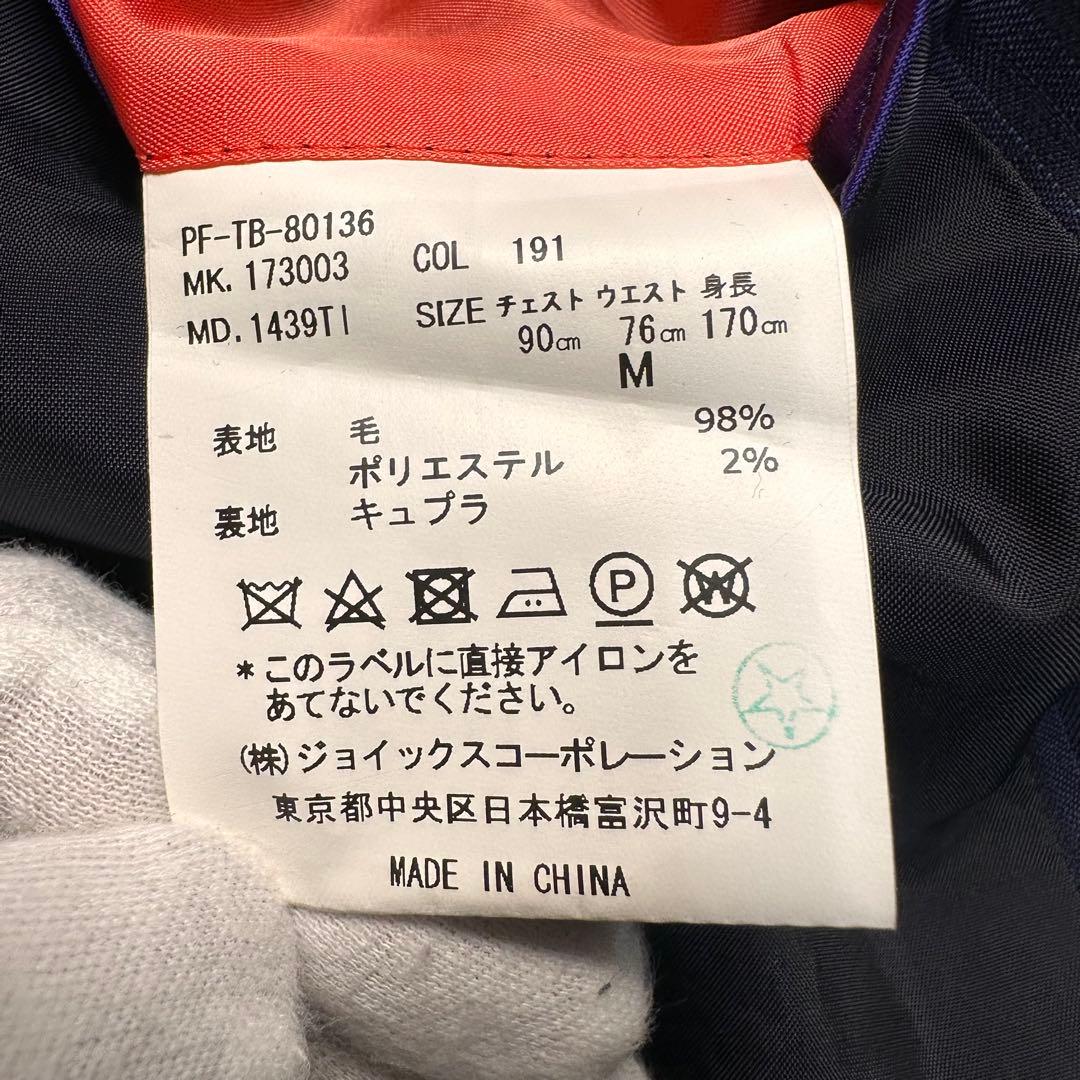 PF-TB-80136
MK. 173003 COL 191
MD. 1439TI SIZE チェスト ウエスト 身長
90㎝ 76㎝ 170㎝
M
表地 毛 98%
ポリエステル 2%
裏地 キュプラ
P W
*このラベルに直接アイロンを
あてないでください。
(株)ジョイックスコーポレーション
東京都中央区日本橋富沢町9-4
MADE IN CHINA